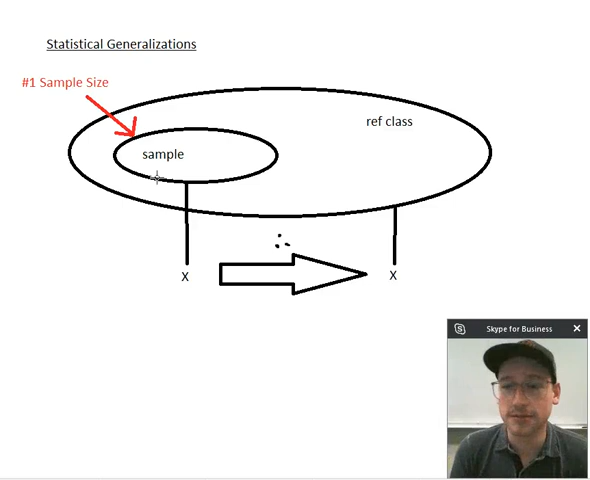 Statistical Generalizations
#1 Sample Size
ref class
sample
∴
X
X
S
Skype for Business